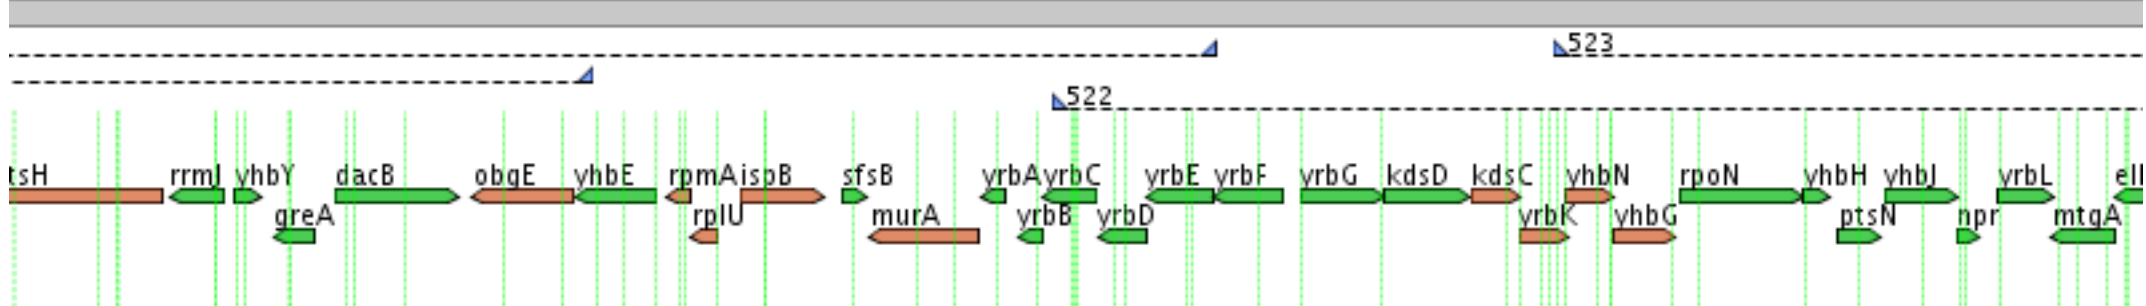 523
522
tsH rrmJ yhbY dacB obgE yhbE rpmA ispB sfsB yrbA yrbC yrbE yrbF yrbG kdsD kdsC yhbN rpoN yhbH yhbJ yrbL
greA rplU murA yrbB yrbD yrbK yhbG ptsN npr mtgA